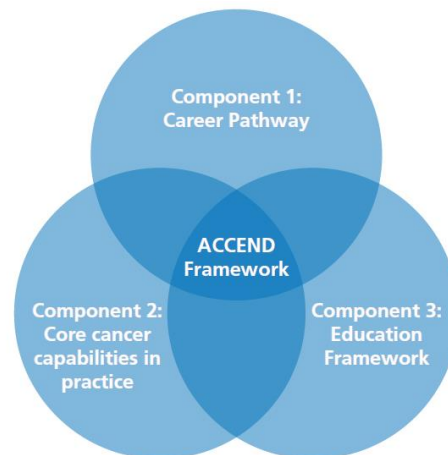 Component 1:
Career Pathway
ACCEND
Framework
Component 2:
Core cancer
capabilities in
practice
Component 3:
Education
Framework